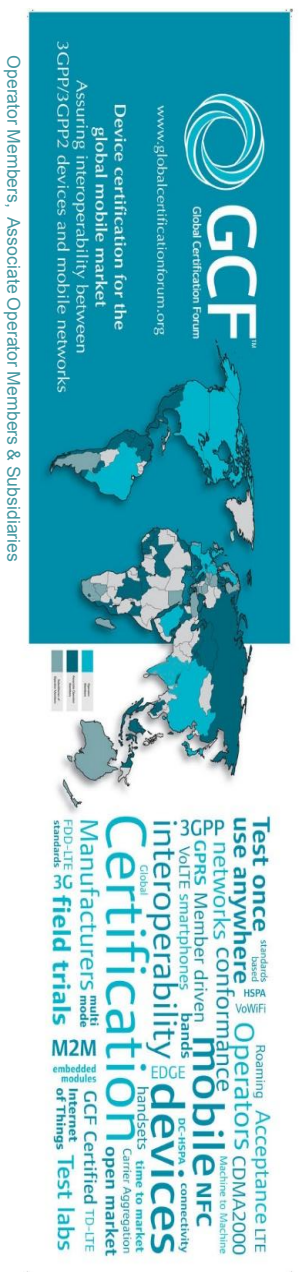 GCF™
Global Certification Forum
www.globalcertificationforum.org
Device certification for the
global mobile market
Assuring interoperability between
3GPP/3GPP2 devices and mobile networks
Test once
use anywhere
standards
based
HSPA
VoWiFi
Roaming
Acceptance
LTE
networks
conformance
Operators
CDMA2000
3GPP
GPRS
Member driven
mobile
NFC
Machine to Machine
VoLTE
smartphones
bands
DC-HSPA
connectivity
interoperability
EDGE
devices
Global
Certification
handsets
time to market
Carrier Aggregation
open market
Manufacturers
multi
mode
M2M
embedded
modules
GCF Certified
TD-LTE
FDD-LTE
3G
standards
field trials
Internet
of Things
Test labs
Operator Members, Associate Operator Members & Subsidiaries